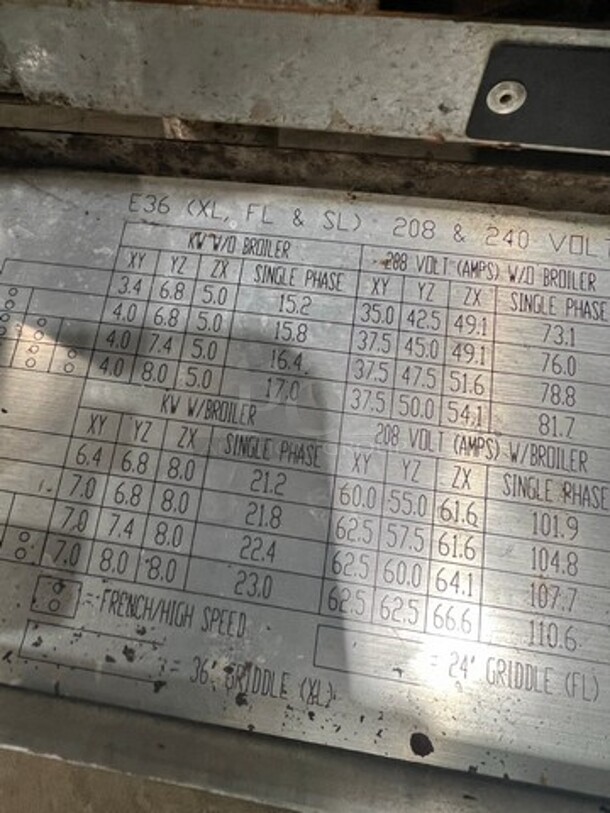 E36 (XL, FL & SL) 208 & 240 VOLT
KW W/O BROILER 208 VOLT (AMPS) W/O BROILER
XY YZ ZX SINGLE PHASE XY YZ ZX SINGLE PHASE
3.4 6.8 5.0 15.2 35.0 42.5 49.1 73.1
4.0 6.8 5.0 15.8 37.5 45.0 49.1 76.0
4.0 7.4 5.0 16.4 37.5 47.5 51.6 78.8
4.0 8.0 5.0 17.0 37.5 50.0 54.1 81.7
KW W/BROILER 208 VOLT (AMPS) W/BROILER
XY YZ ZX SINGLE PHASE XY YZ ZX SINGLE PHASE
6.4 6.8 8.0 21.2 60.0 55.0 61.6 101.9
7.0 6.8 8.0 21.8 62.5 57.5 61.6 104.8
7.0 7.4 8.0 22.4 62.5 60.0 64.1 107.7
7.0 8.0 8.0 23.0 62.5 62.5 66.6 110.6
= FRENCH/HIGH SPEED
= 36' GRIDDLE (XL) = 24' GRIDDLE (FL)